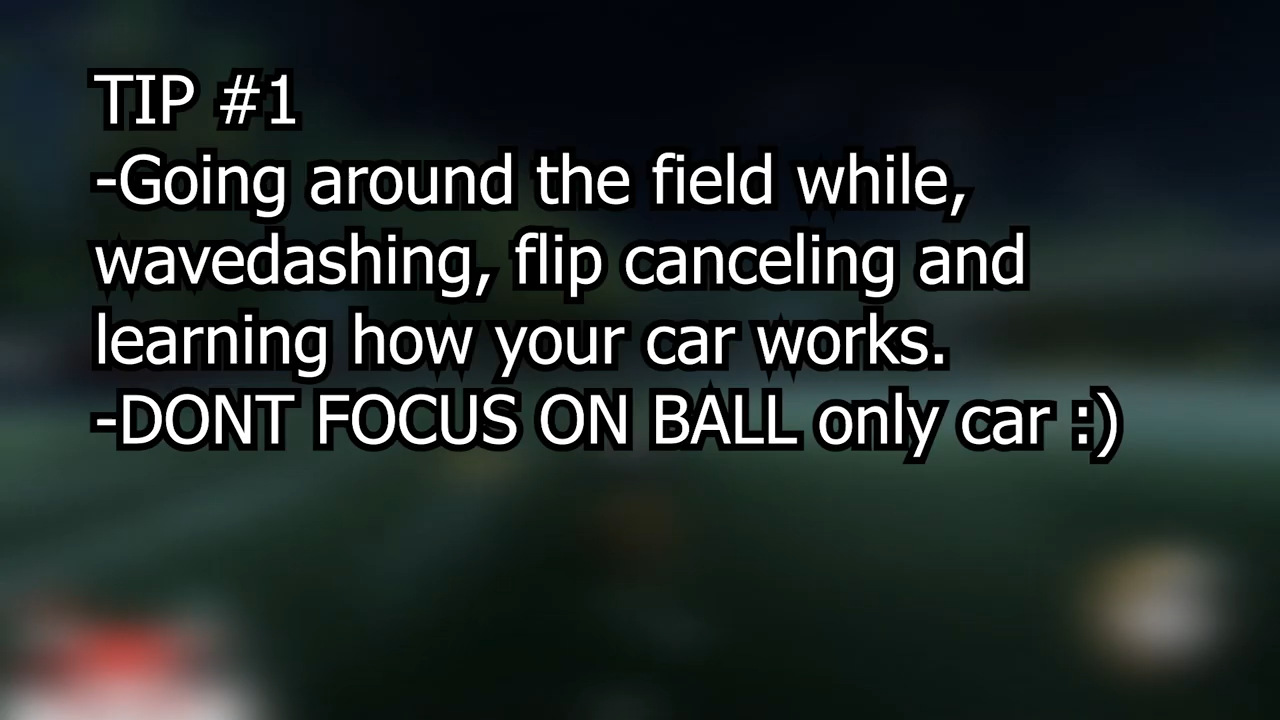 TIP #1
-Going around the field while,
wavedashing, flip canceling and
learning how your car works.
-DONT FOCUS ON BALL only car :)